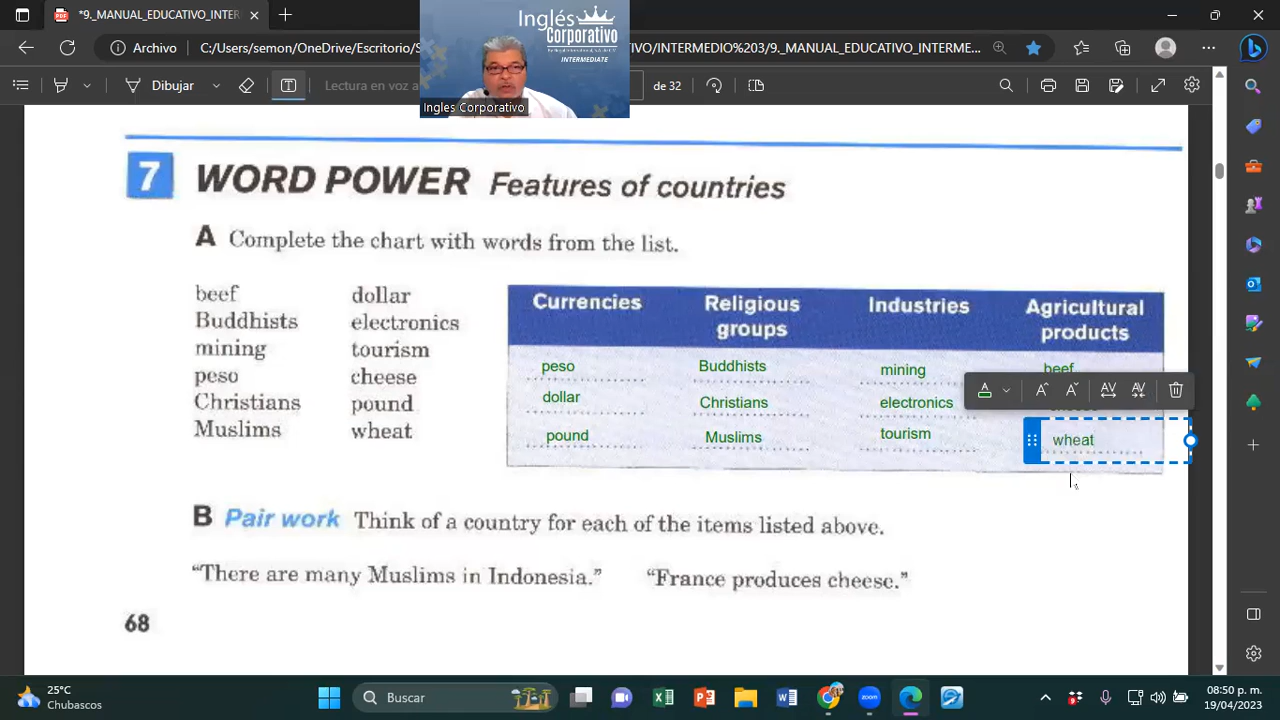 *9_ MANUAL EDUCATIVO_INTERM
Archivo
C:/Users/semon/OneDrive/Escritorio/S
TIVO/INTERMEDIO%203/9._MANUAL_EDUCATIVO_INTERME...
Inglés
Corporativo
INTERMEDIATE
Ingles Corporativo
Dibujar
Lectura en voz a
de 32
7 WORD POWER Features of countries
A Complete the chart with words from the list.
beef dollar
Buddhists electronics
mining tourism
peso cheese
Christians pound
Muslims wheat
Currencies Religious groups Industries Agricultural products
peso Buddhists mining beef
dollar Christians electronics
pound Muslims tourism wheat
B Pair work Think of a country for each of the items listed above.
“There are many Muslims in Indonesia.” “France produces cheese.”
68
25°C
Chubascos
Buscar
08:50 p. m.
19/04/2023